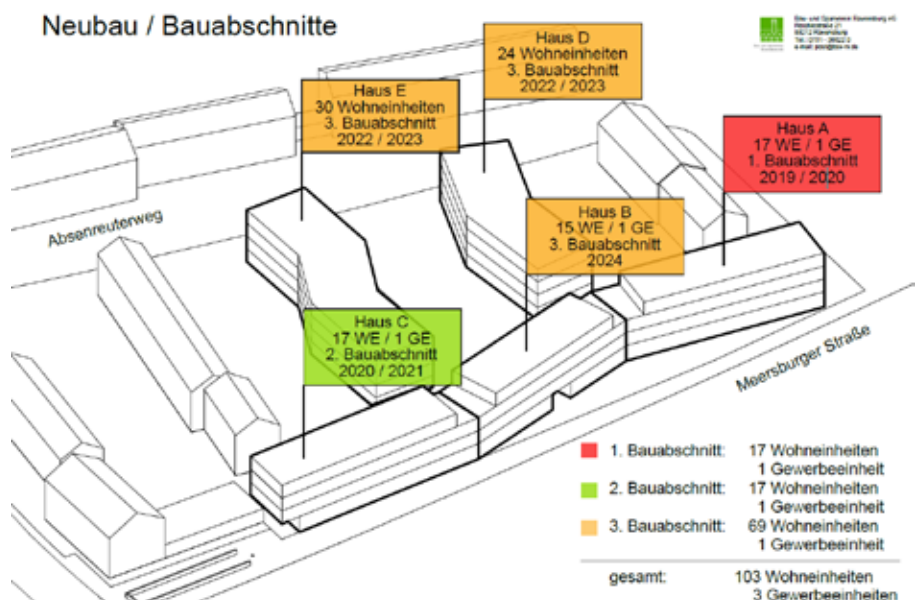 Neubau / Bauabschnitte
Haus D
24 Wohneinheiten
3. Bauabschnitt
2022 / 2023
Haus E
30 Wohneinheiten
3. Bauabschnitt
2022 / 2023
Haus A
17 WE / 1 GE
1. Bauabschnitt
2019 / 2020
Haus B
15 WE / 1 GE
3. Bauabschnitt
2024
Haus C
17 WE / 1 GE
2. Bauabschnitt
2020 / 2021
Absenreuterweg
Meersburger Straße
1. Bauabschnitt: 17 Wohneinheiten
1 Gewerbeeinheit
2. Bauabschnitt: 17 Wohneinheiten
1 Gewerbeeinheit
3. Bauabschnitt: 69 Wohneinheiten
1 Gewerbeeinheit
gesamt: 103 Wohneinheiten
3 Gewerbeeinheiten